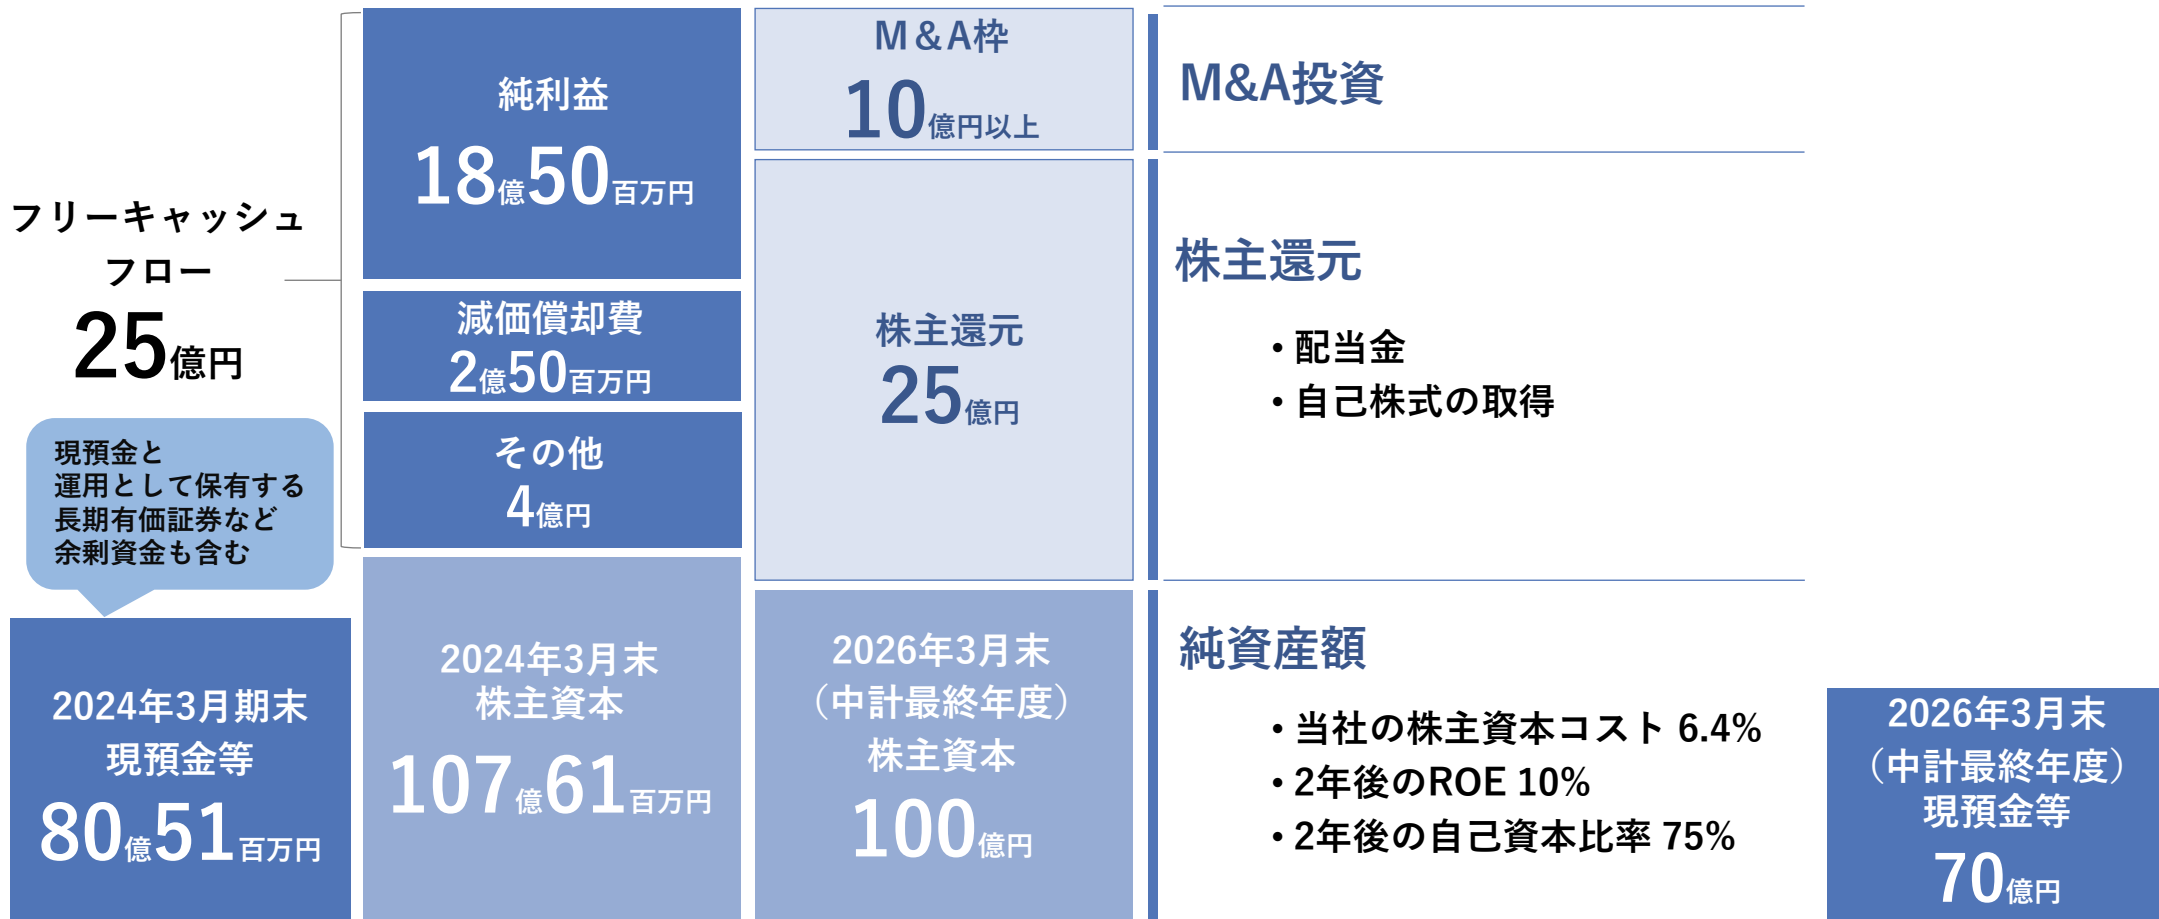 フリーキャッシュ
フロー
25億円
現預金と
運用として保有する
長期有価証券など
余剰資金も含む
2024年3月期末
現預金等
80億51百万円
純利益
18億50百万円
減価償却費
2億50百万円
その他
4億円
2024年3月末
株主資本
107億61百万円
M&A枠
10億円以上
株主還元
25億円
2026年3月末
（中計最終年度）
株主資本
100億円
M&A投資
株主還元
・配当金
・自己株式の取得
純資産額
・当社の株主資本コスト 6.4%
・2年後のROE 10%
・2年後の自己資本比率 75%
2026年3月末
（中計最終年度）
現預金等
70億円